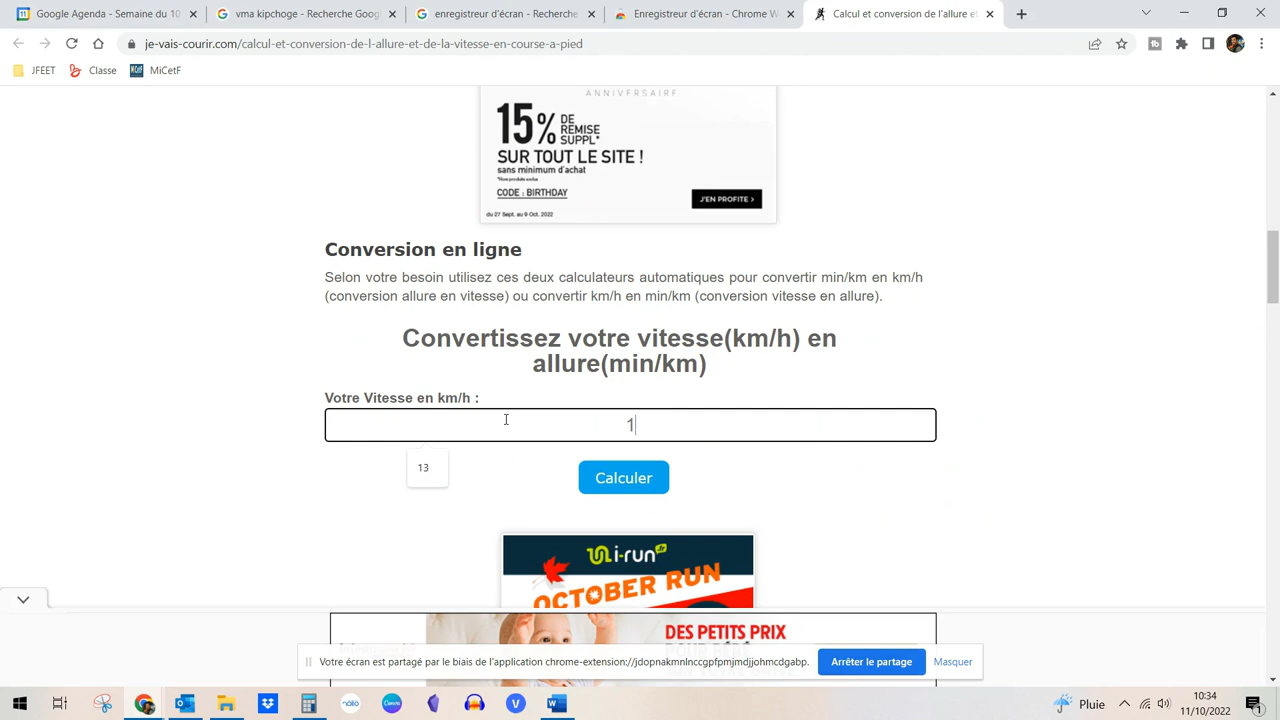 Google Agenda - Semaine du 10
vma.page - Recherche Goog
enregistreur d'écran - Recherche
Enregistreur d'écran - Chrome W
Calcul et conversion de l'allure et
je-vais-courir.com/calcul-et-conversion-de-l-allure-et-de-la-vitesse-en-course-a-pied
JFEET
Classe
MiCetF
ANNIVERSAIRE
15% DE REMISE SUPPL*
SUR TOUT LE SITE !
sans minimum d'achat
CODE : BIRTHDAY
J'EN PROFITE >
du 27 Sept. au 9 Oct. 2022
Conversion en ligne
Selon votre besoin utilisez ces deux calculateurs automatiques pour convertir min/km en km/h
(conversion allure en vitesse) ou convertir km/h en min/km (conversion vitesse en allure).
Convertissez votre vitesse(km/h) en
allure(min/km)
Votre Vitesse en km/h :
1
13
Calculer
i-run.fr
OCTOBER RUN
DES PETITS PRIX
Votre écran est partagé par le biais de l'application chrome-extension://jdopnakmnlnccgpfpmjmdjjohmcdgabp.
Arrêter le partage
Masquer
Pluie
10:34
11/10/2022